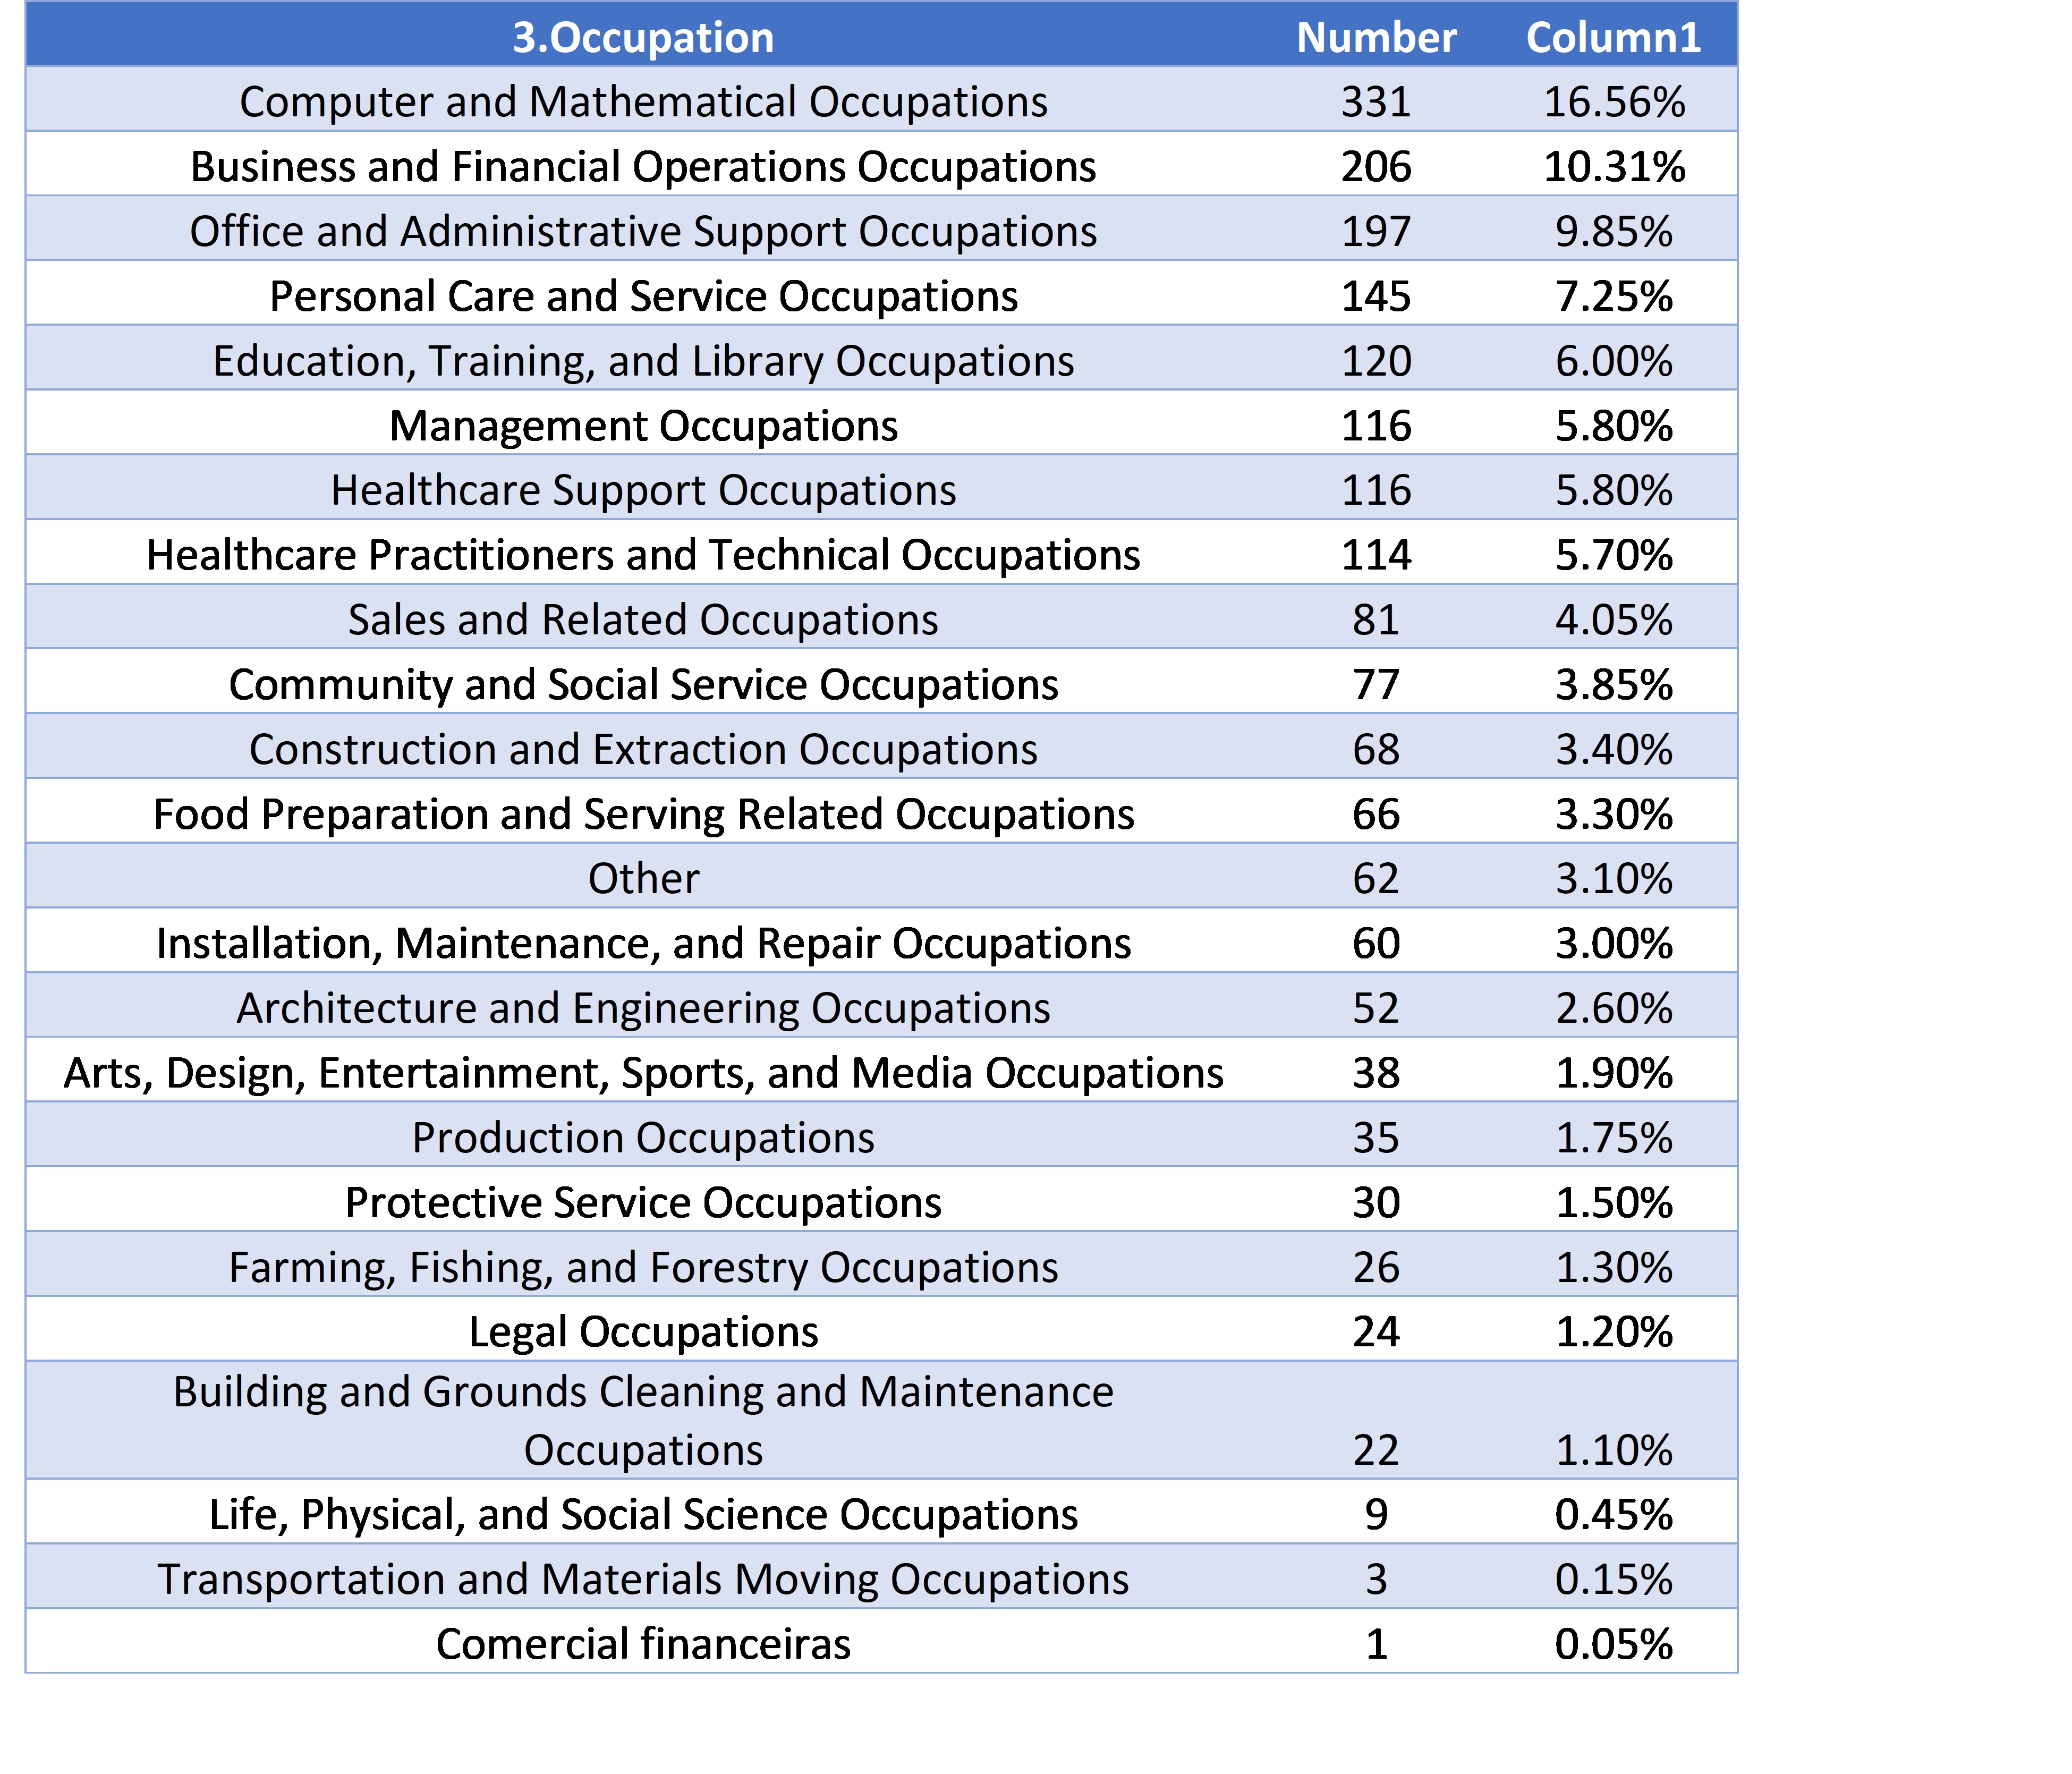 3.Occupation Number Column1
Computer and Mathematical Occupations 331 16.56%
Business and Financial Operations Occupations 206 10.31%
Office and Administrative Support Occupations 197 9.85%
Personal Care and Service Occupations 145 7.25%
Education, Training, and Library Occupations 120 6.00%
Management Occupations 116 5.80%
Healthcare Support Occupations 116 5.80%
Healthcare Practitioners and Technical Occupations 114 5.70%
Sales and Related Occupations 81 4.05%
Community and Social Service Occupations 77 3.85%
Construction and Extraction Occupations 68 3.40%
Food Preparation and Serving Related Occupations 66 3.30%
Other 62 3.10%
Installation, Maintenance, and Repair Occupations 60 3.00%
Architecture and Engineering Occupations 52 2.60%
Arts, Design, Entertainment, Sports, and Media Occupations 38 1.90%
Production Occupations 35 1.75%
Protective Service Occupations 30 1.50%
Farming, Fishing, and Forestry Occupations 26 1.30%
Legal Occupations 24 1.20%
Building and Grounds Cleaning and Maintenance
Occupations 22 1.10%
Life, Physical, and Social Science Occupations 9 0.45%
Transportation and Materials Moving Occupations 3 0.15%
Comercial financeiras 1 0.05%